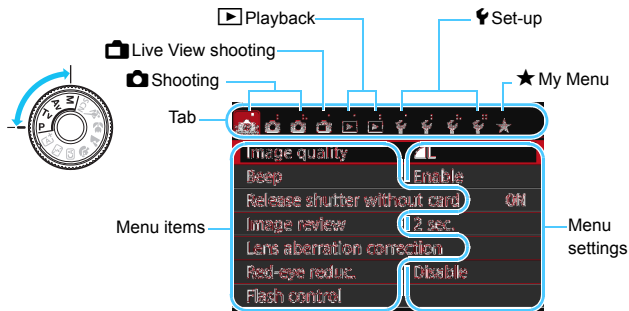 Playback
Set-up
Live View shooting
Shooting
My Menu
Tab
M
Tv
P
Image quality L
Beep Enable
Release shutter without card ON
Image review 2 sec.
Lens aberration correction
Red-eye reduc. Disable
Flash control
Menu items
Menu
settings